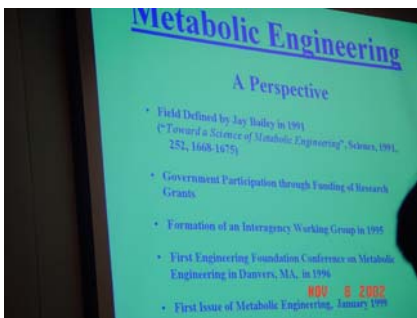 Metabolic Engineering
A Perspective
• Field Defined by Jay Bailey in 1991
("Toward a Science of Metabolic Engineering", Science, 1991,
252, 1668-1675)
• Government Participation through Funding of Research
Grants
• Formation of an Interagency Working Group in 1995
• First Engineering Foundation Conference on Metabolic
Engineering in Danvers, MA, in 1996
NOV 6 2002
• First Issue of Metabolic Engineering, January 1999